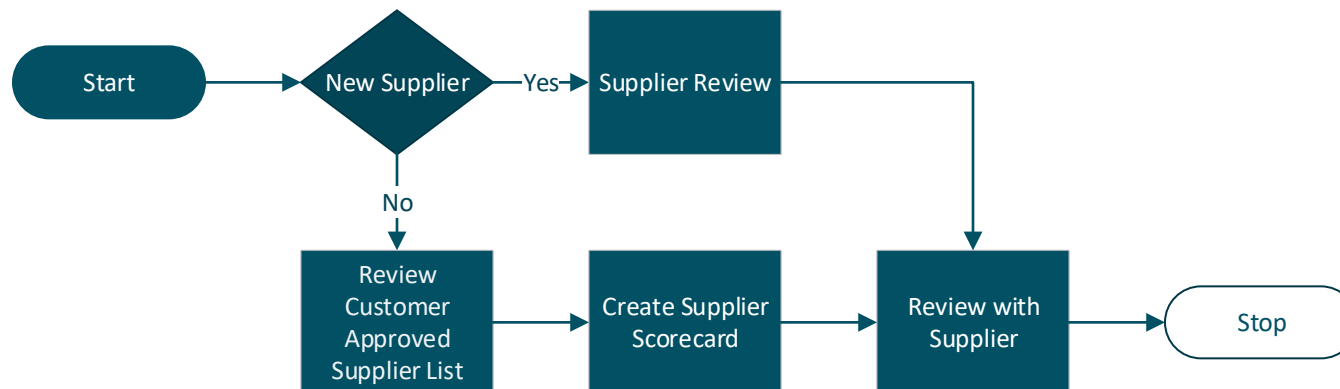 Start
New Supplier
Yes
Supplier Review
No
Review
Customer
Approved
Supplier List
Create Supplier
Scorecard
Review with
Supplier
Stop